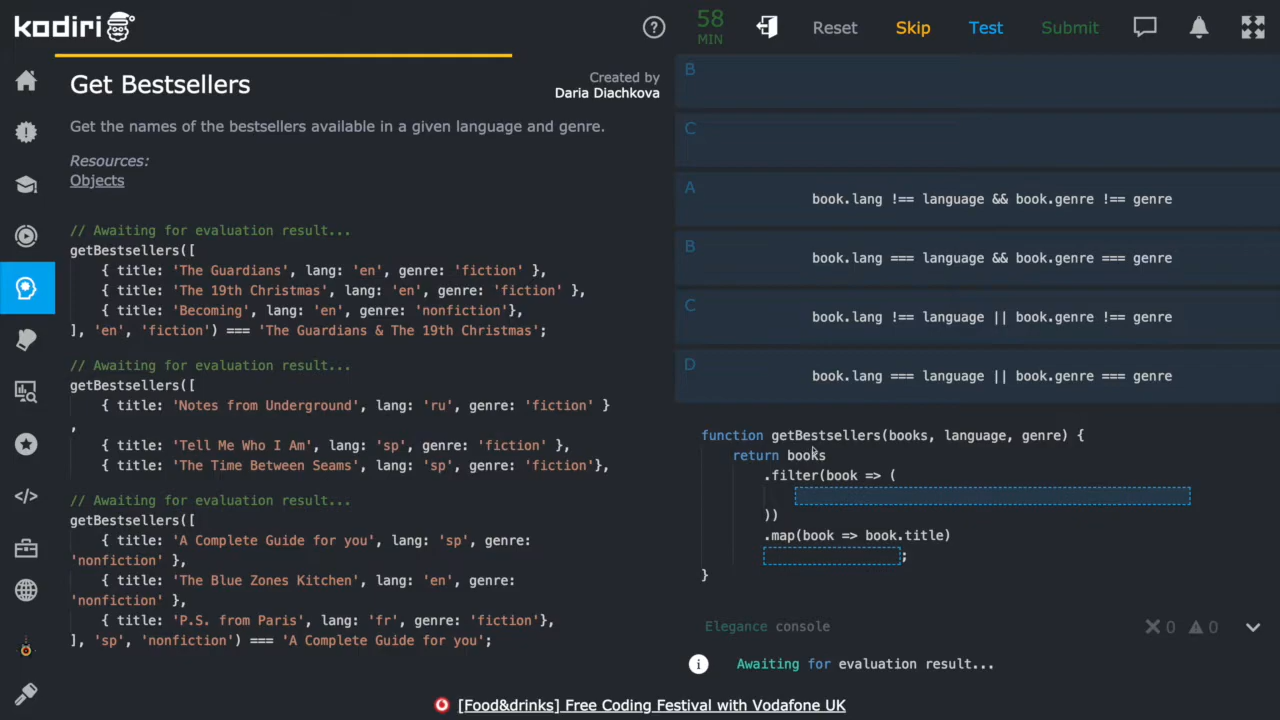 kodiri
58
MIN
Reset
Skip
Test
Submit
Get Bestsellers
Created by
Daria Diachkova
Get the names of the bestsellers available in a given language and genre.
Resources:
Objects
// Awaiting for evaluation result...
getBestsellers([
{ title: 'The Guardians', lang: 'en', genre: 'fiction' },
{ title: 'The 19th Christmas', lang: 'en', genre: 'fiction' },
{ title: 'Becoming', lang: 'en', genre: 'nonfiction'},
], 'en', 'fiction') === 'The Guardians & The 19th Christmas';
// Awaiting for evaluation result...
getBestsellers([
{ title: 'Notes from Underground', lang: 'ru', genre: 'fiction' }
,
{ title: 'Tell Me Who I Am', lang: 'sp', genre: 'fiction' },
{ title: 'The Time Between Seams', lang: 'sp', genre: 'fiction'},
// Awaiting for evaluation result...
getBestsellers([
{ title: 'A Complete Guide for you', lang: 'sp', genre:
'nonfiction' },
{ title: 'The Blue Zones Kitchen', lang: 'en', genre:
'nonfiction' },
{ title: 'P.S. from Paris', lang: 'fr', genre: 'fiction'},
], 'sp', 'nonfiction') === 'A Complete Guide for you';
B
C
A book.lang !== language && book.genre !== genre
B book.lang === language && book.genre === genre
C book.lang !== language || book.genre !== genre
D book.lang === language || book.genre === genre
function getBestsellers(books, language, genre) {
return books
.filter(book => (
))
.map(book => book.title)
;
}
Elegance console
0 0
Awaiting for evaluation result...
[Food&drinks] Free Coding Festival with Vodafone UK